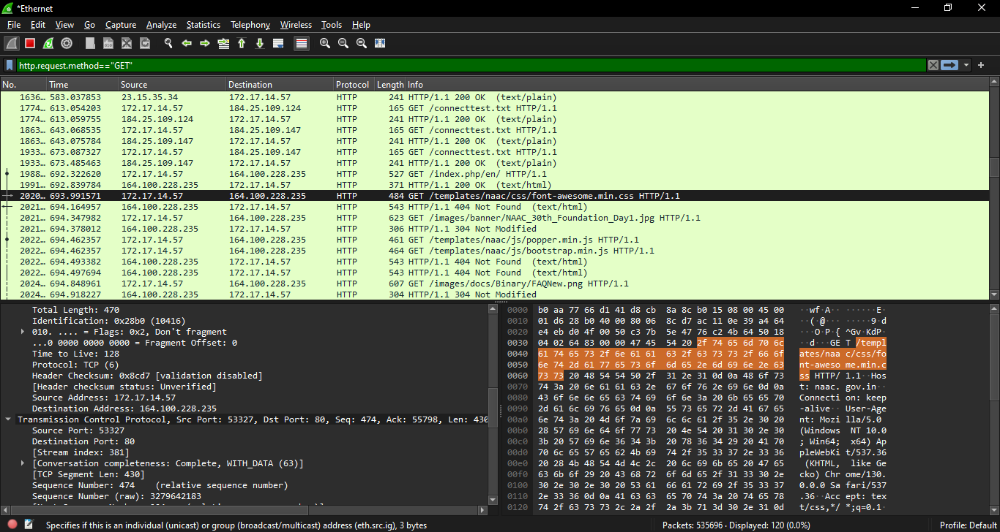 *Ethernet
File Edit View Go Capture Analyze Statistics Telephony Wireless Tools Help
http.request.method=="GET"
No. Time Source Destination Protocol Length Info
1636… 583.037853 23.15.35.34 172.17.14.57 HTTP 241 HTTP/1.1 200 OK (text/plain)
1774… 613.054203 172.17.14.57 184.25.109.124 HTTP 165 GET /connecttest.txt HTTP/1.1
1774… 613.059755 184.25.109.124 172.17.14.57 HTTP 241 HTTP/1.1 200 OK (text/plain)
1863… 643.068535 172.17.14.57 184.25.109.147 HTTP 165 GET /connecttest.txt HTTP/1.1
1863… 643.075784 184.25.109.147 172.17.14.57 HTTP 241 HTTP/1.1 200 OK (text/plain)
1933… 673.087327 172.17.14.57 184.25.109.147 HTTP 165 GET /connecttest.txt HTTP/1.1
1933… 673.485463 184.25.109.147 172.17.14.57 HTTP 241 HTTP/1.1 200 OK (text/plain)
1988… 692.322620 172.17.14.57 164.100.228.235 HTTP 527 GET /index.php/en/ HTTP/1.1
1991… 692.839784 164.100.228.235 172.17.14.57 HTTP 371 HTTP/1.1 200 OK (text/html)
2020… 693.991571 172.17.14.57 164.100.228.235 HTTP 484 GET /templates/naac/css/font-awesome.min.css HTTP/1.1
2021… 694.164957 164.100.228.235 172.17.14.57 HTTP 543 HTTP/1.1 404 Not Found (text/html)
2021… 694.347982 172.17.14.57 164.100.228.235 HTTP 623 GET /images/banner/NAAC_30th_Foundation_Day1.jpg HTTP/1.1
2021… 694.378012 164.100.228.235 172.17.14.57 HTTP 306 HTTP/1.1 304 Not Modified
2022… 694.462357 172.17.14.57 164.100.228.235 HTTP 461 GET /templates/naac/js/popper.min.js HTTP/1.1
2022… 694.462357 172.17.14.57 164.100.228.235 HTTP 464 GET /templates/naac/js/bootstrap.min.js HTTP/1.1
2022… 694.493382 164.100.228.235 172.17.14.57 HTTP 543 HTTP/1.1 404 Not Found (text/html)
2022… 694.497694 164.100.228.235 172.17.14.57 HTTP 543 HTTP/1.1 404 Not Found (text/html)
2024… 694.848961 172.17.14.57 164.100.228.235 HTTP 607 GET /images/docs/Binary/FAQNew.png HTTP/1.1
2024… 694.918227 164.100.228.235 172.17.14.57 HTTP 304 HTTP/1.1 304 Not Modified
Total Length: 470
Identification: 0x28b0 (10416)
010. .... = Flags: 0x2, Don't fragment
...0 0000 0000 0000 = Fragment Offset: 0
Time to Live: 128
Protocol: TCP (6)
Header Checksum: 0x8cd7 [validation disabled]
[Header checksum status: Unverified]
Source Address: 172.17.14.57
Destination Address: 164.100.228.235
Transmission Control Protocol, Src Port: 53327, Dst Port: 80, Seq: 474, Ack: 55798, Len: 430
Source Port: 53327
Destination Port: 80
[Stream index: 381]
[Conversation completeness: Complete, WITH_DATA (63)]
[TCP Segment Len: 430]
Sequence Number: 474 (relative sequence number)
Sequence Number (raw): 3279642183
0000 b0 aa 77 66 d1 41 d8 cb 8a 8c b0 15 08 00 45 00 ··wf·A·· ······E·
0010 01 d6 28 b0 40 00 80 06 8c d7 ac 11 0e 39 a4 64 ··(·@··· ·····9·d
0020 e4 eb d0 4f 00 50 c3 7b 5e 47 76 c2 4b 64 50 18 ···O·P·{ ^Gv·KdP·
0030 04 02 64 83 00 00 47 45 54 20 2f 74 65 6d 70 6c ··d···GE T /templ
0040 61 74 65 73 2f 6e 61 61 63 2f 63 73 73 2f 66 6f ates/naa c/css/fo
0050 6e 74 2d 61 77 65 73 6f 6d 65 2e 6d 69 6e 2e 63 nt-aweso me.min.c
0060 73 73 20 48 54 54 50 2f 31 2e 31 0d 0a 48 6f 73 ss HTTP/ 1.1··Hos
0070 74 3a 20 6e 61 61 63 2e 67 6f 76 2e 69 6e 0d 0a t: naac. gov.in··
0080 43 6f 6e 6e 65 63 74 69 6f 6e 3a 20 6b 65 65 70 Connecti on: keep
0090 2d 61 6c 69 76 65 0d 0a 55 73 65 72 2d 41 67 65 -alive·· User-Age
00a0 6e 74 3a 20 4d 6f 7a 69 6c 6c 61 2f 35 2e 30 20 nt: Mozi lla/5.0
00b0 28 57 69 6e 64 6f 77 73 20 4e 54 20 31 30 2e 30 (Windows NT 10.0
00c0 3b 20 57 69 6e 36 34 3b 20 78 36 34 29 20 41 70 ; Win64; x64) Ap
00d0 70 6c 65 57 65 62 4b 69 74 2f 35 33 37 2e 33 36 pleWebKi t/537.36
00e0 20 28 4b 48 54 4d 4c 2c 20 6c 69 6b 65 20 47 65 (KHTML, like Ge
00f0 63 6b 6f 29 20 43 68 72 6f 6d 65 2f 31 33 30 2e cko) Chr ome/130.
0100 30 2e 30 2e 30 20 53 61 66 61 72 69 2f 35 33 37 0.0.0 Sa fari/537
0110 2e 33 36 0d 0a 41 63 63 65 70 74 3a 20 74 65 78 .36··Acc ept: tex
0120 74 2f 63 73 73 2c 2a 2f 2a 3b 71 3d 30 2e 31 0d t/css,*/ *;q=0.1·
Specifies if this is an individual (unicast) or group (broadcast/multicast) address (eth.src.ig), 3 bytes
Packets: 535696 · Displayed: 120 (0.0%)
Profile: Default